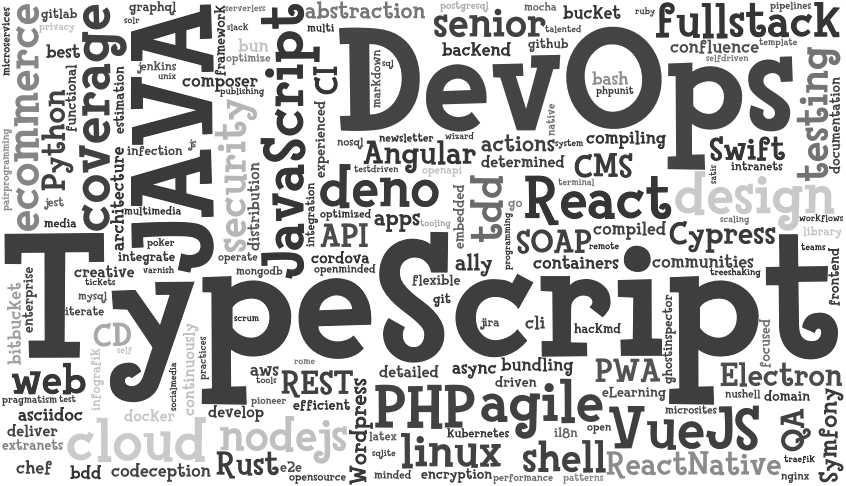 microservices
gitlab
privacy
graphql
solr
serverless
slack
framework
abstraction
multi
postgresql
senior
mocha
talented
bucket
ruby
fullstack
pipelines
template
confluence
selfdriven
backend
github
best
ecommerce
coverage
jenkins
unix
JAVA
bun
optimize
composer
publishing
JavaScript
CI
markdown
sql
DevOps
bash
phpunit
testing
documentation
Python
functional
estimation
pairprogramming
jest
media
architecture
infection
js
security
distribution
experienced
nosql
newsletter
wizard
native
Angular
actions
system
compiling
testdriven
openapi
determined
CMS
terminal
Swift
satis
intranets
multimedia
poker
integrate
varnish
operate
mongodb
integration
deno
optimized
API
apps
tooling
embedded
tdd
go
programming
React
design
scaling
workflows
library
teams
SOAP
remote
compiled
Cypress
cordova
openminded
flexible
git
ally
containers
communities
treeshaking
frontend
TypeScript
enterprise
creative
tickets
mysql
iterate
bitbucket
CD
self
infografik
continuously
practices
socialmedia
scrum
jira
cli
hackmd
ghostinspector
focused
web
pragmatism
test
asciidoc
deliver
extranets
chef
bdd
docker
cloud
codeception
develop
aws
tools
rome
pioneer
REST
efficient
nodejs
Rust
e2e
opensource
Wordpress
detailed
async
bundling
driven
PWA
eLearning
PHP
agile
latex
Kubernetes
i18n
open
sqlite
linux
minded
encryption
performance
shell
patterns
microsites
VueJS
ReactNative
Electron
nushell
domain
QA
traefik
nginx
Symfony